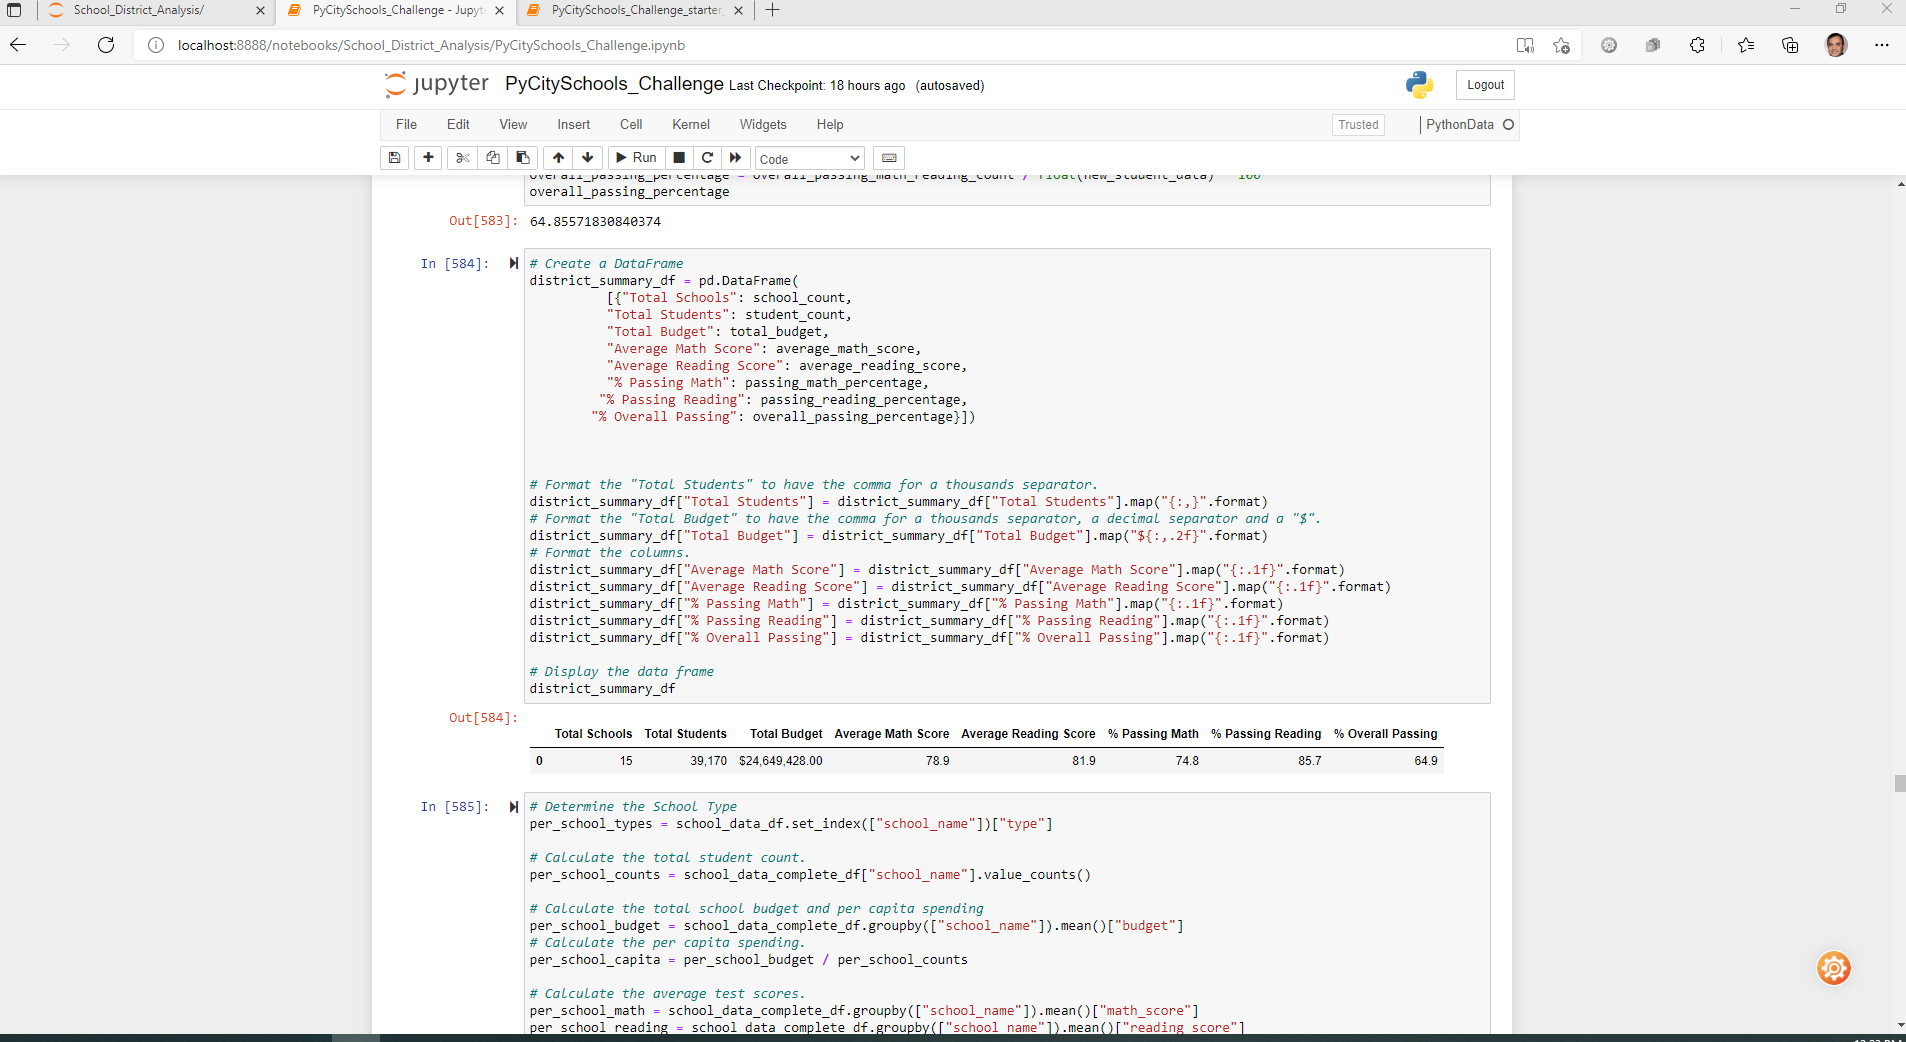 School_District_Analysis/
PyCitySchools_Challenge - Jupyt
PyCitySchools_Challenge_starter_
localhost:8888/notebooks/School_District_Analysis/PyCitySchools_Challenge.ipynb
jupyter PyCitySchools_Challenge Last Checkpoint: 18 hours ago (autosaved)
Logout
File Edit View Insert Cell Kernel Widgets Help
Trusted
PythonData
Run
Code
overall_passing_percentage = overall_passing_math_reading_count / float(new_student_data) * 100
overall_passing_percentage
Out[583]: 64.85571830840374
In [584]:
# Create a DataFrame
district_summary_df = pd.DataFrame(
[{"Total Schools": school_count,
"Total Students": student_count,
"Total Budget": total_budget,
"Average Math Score": average_math_score,
"Average Reading Score": average_reading_score,
"% Passing Math": passing_math_percentage,
"% Passing Reading": passing_reading_percentage,
"% Overall Passing": overall_passing_percentage}])
# Format the "Total Students" to have the comma for a thousands separator.
district_summary_df["Total Students"] = district_summary_df["Total Students"].map("{:,}".format)
# Format the "Total Budget" to have the comma for a thousands separator, a decimal separator and a "$".
district_summary_df["Total Budget"] = district_summary_df["Total Budget"].map("${:,.2f}".format)
# Format the columns.
district_summary_df["Average Math Score"] = district_summary_df["Average Math Score"].map("{:.1f}".format)
district_summary_df["Average Reading Score"] = district_summary_df["Average Reading Score"].map("{:.1f}".format)
district_summary_df["% Passing Math"] = district_summary_df["% Passing Math"].map("{:.1f}".format)
district_summary_df["% Passing Reading"] = district_summary_df["% Passing Reading"].map("{:.1f}".format)
district_summary_df["% Overall Passing"] = district_summary_df["% Overall Passing"].map("{:.1f}".format)
# Display the data frame
district_summary_df
Out[584]:
Total Schools Total Students Total Budget Average Math Score Average Reading Score % Passing Math % Passing Reading % Overall Passing
0 15 39,170 $24,649,428.00 78.9 81.9 74.8 85.7 64.9
In [585]:
# Determine the School Type
per_school_types = school_data_df.set_index(["school_name"])["type"]
# Calculate the total student count.
per_school_counts = school_data_complete_df["school_name"].value_counts()
# Calculate the total school budget and per capita spending
per_school_budget = school_data_complete_df.groupby(["school_name"]).mean()["budget"]
# Calculate the per capita spending.
per_school_capita = per_school_budget / per_school_counts
# Calculate the average test scores.
per_school_math = school_data_complete_df.groupby(["school_name"]).mean()["math_score"]
per_school_reading = school_data_complete_df.groupby(["school_name"]).mean()["reading_score"]